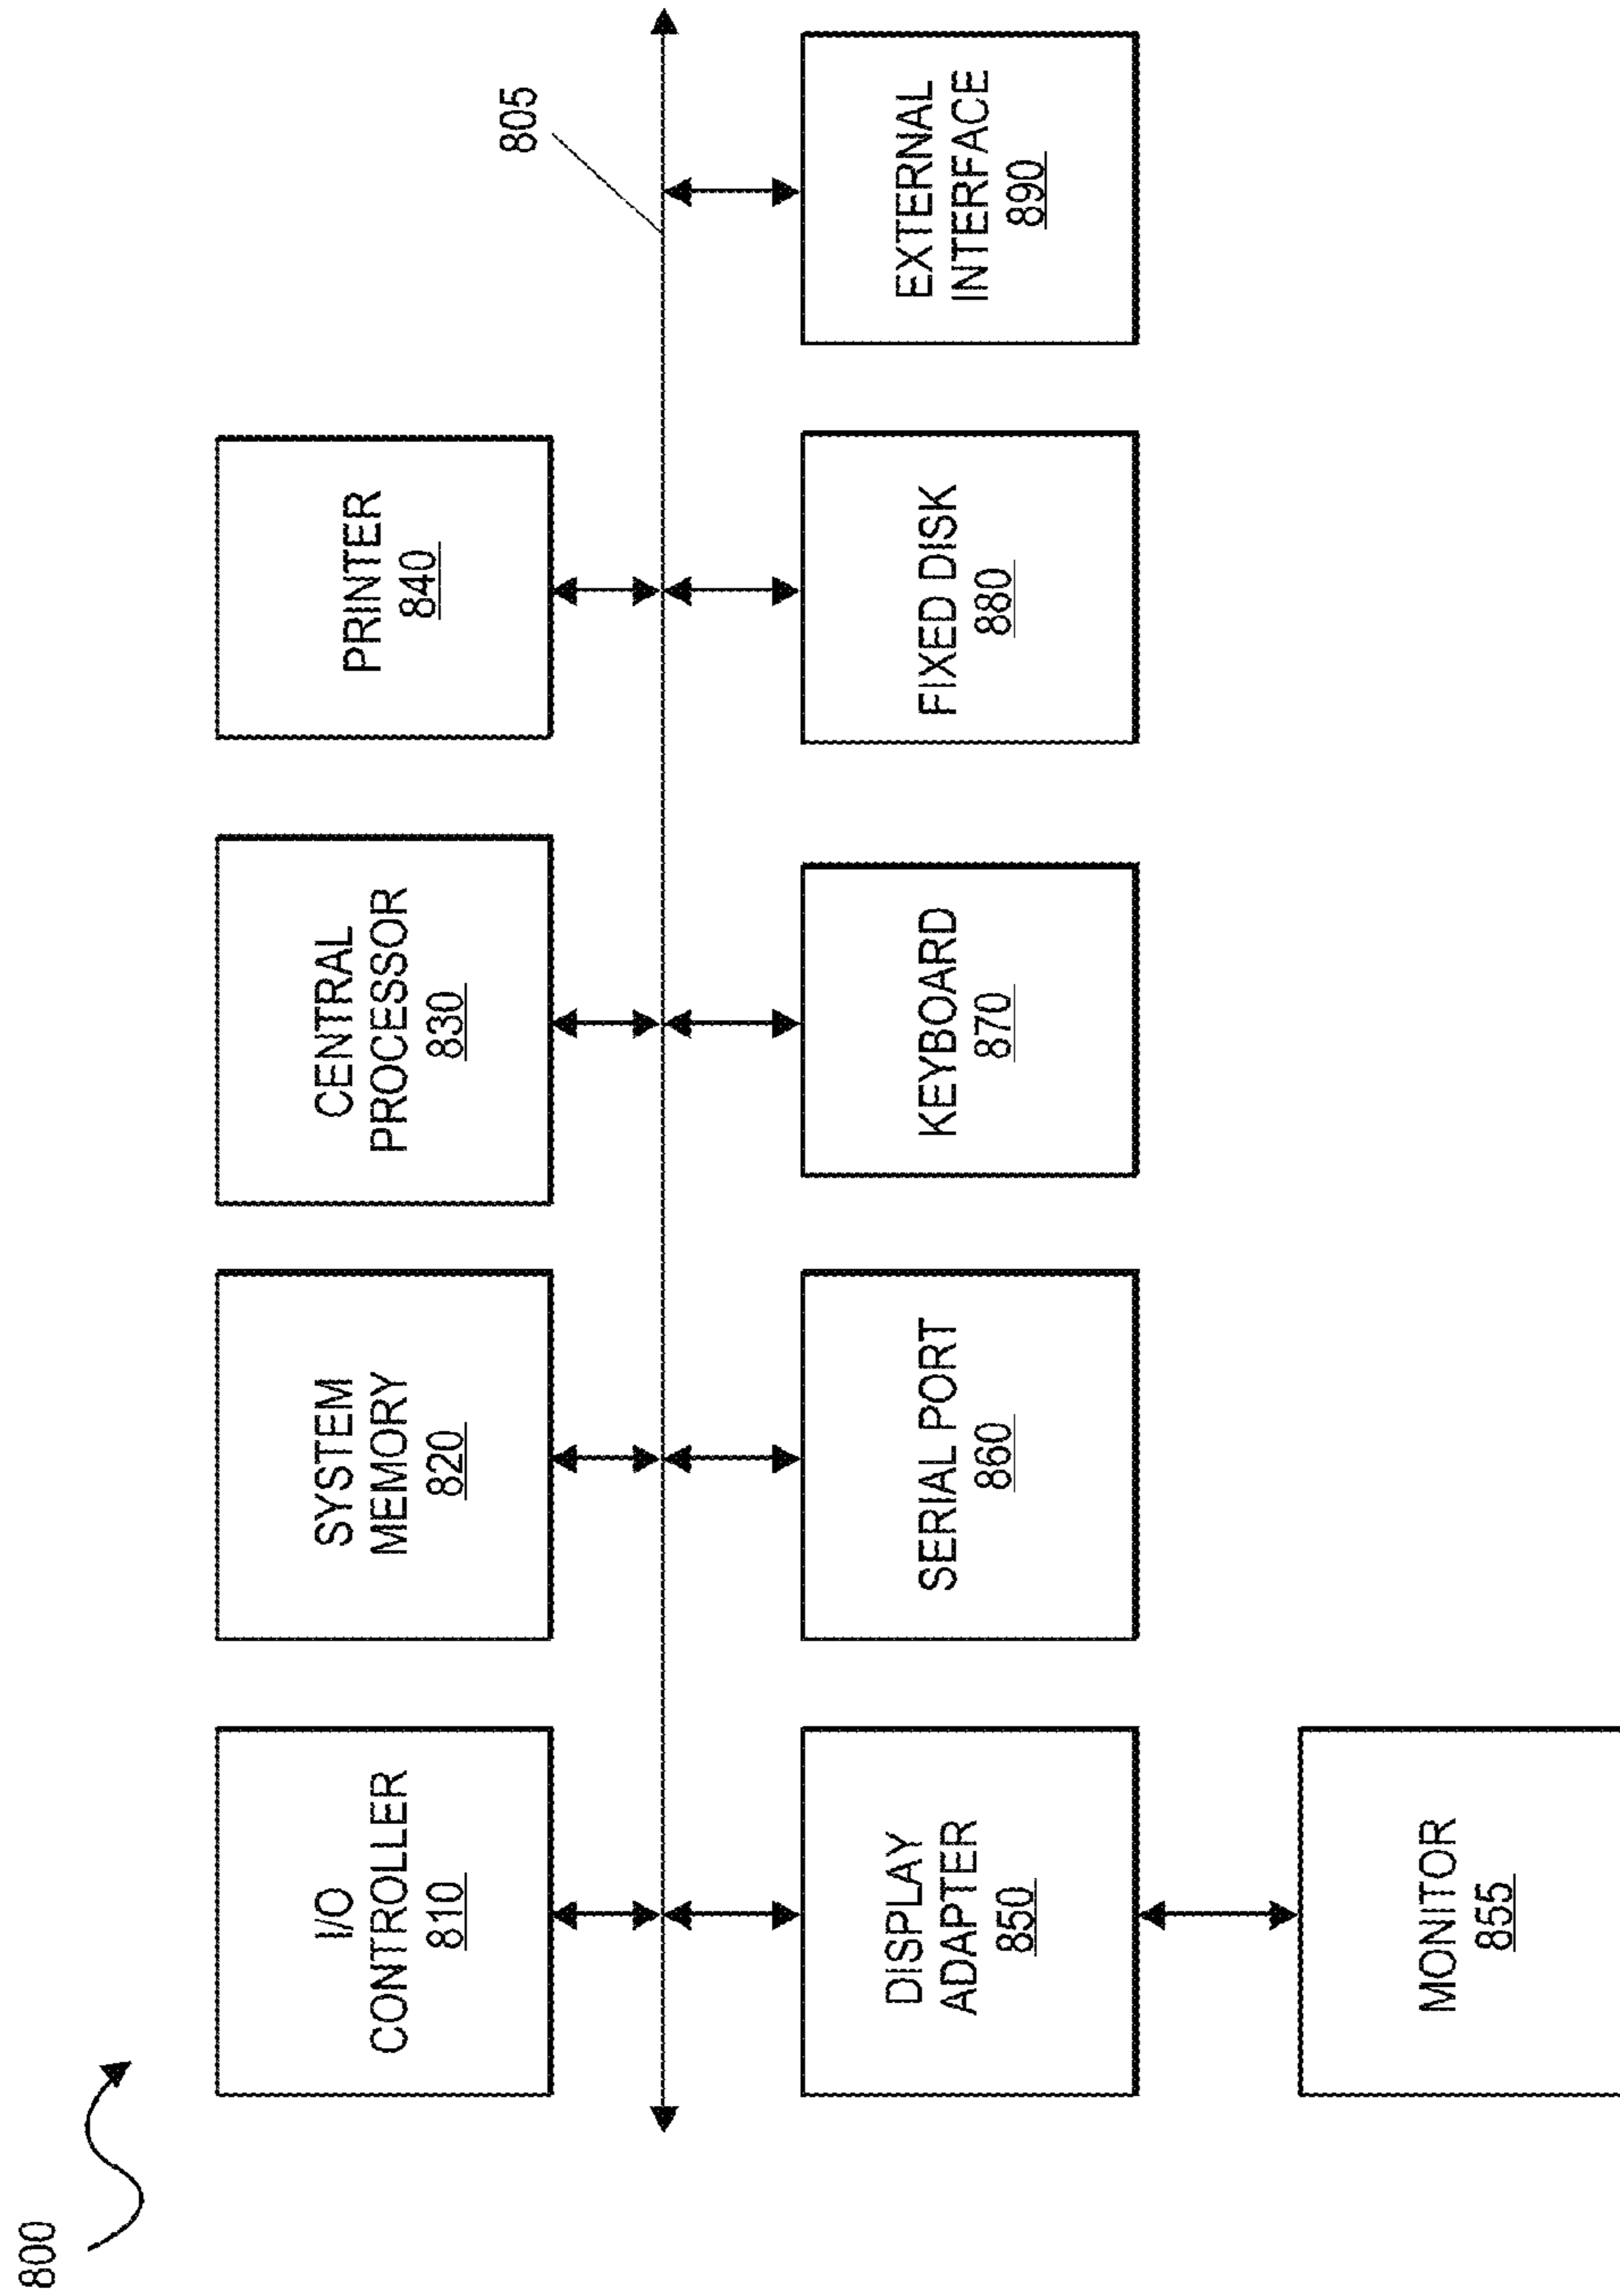 800
805
I/O
CONTROLLER
810
SYSTEM
MEMORY
820
CENTRAL
PROCESSOR
830
PRINTER
840
DISPLAY
ADAPTER
850
SERIAL PORT
860
KEYBOARD
870
FIXED DISK
880
EXTERNAL
INTERFACE
890
MONITOR
855